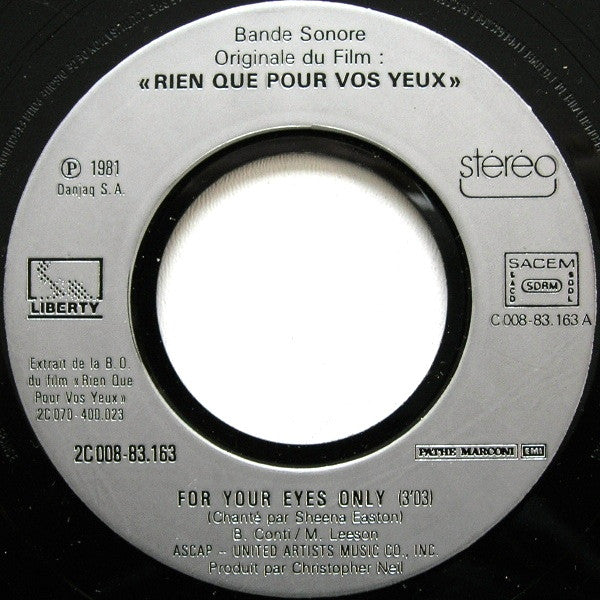 Bande Sonore
Originale du Film :
«RIEN QUE POUR VOS YEUX»
℗ 1981
Danjaq S.A.
stéréo
LIBERTY
SACEM
SACD
SDRM
SGDL
C 008-83.163 A
Extrait de la B.O.
du film «Rien Que
Pour Vos Yeux»
2C 070-400.023
2C 008-83.163
PATHE MARCONI EMI
FOR YOUR EYES ONLY (3'03)
(Chanté par Sheena Easton)
B. Conti / M. Leeson
ASCAP - UNITED ARTISTS MUSIC CO., INC.
Produit par Christopher Neil